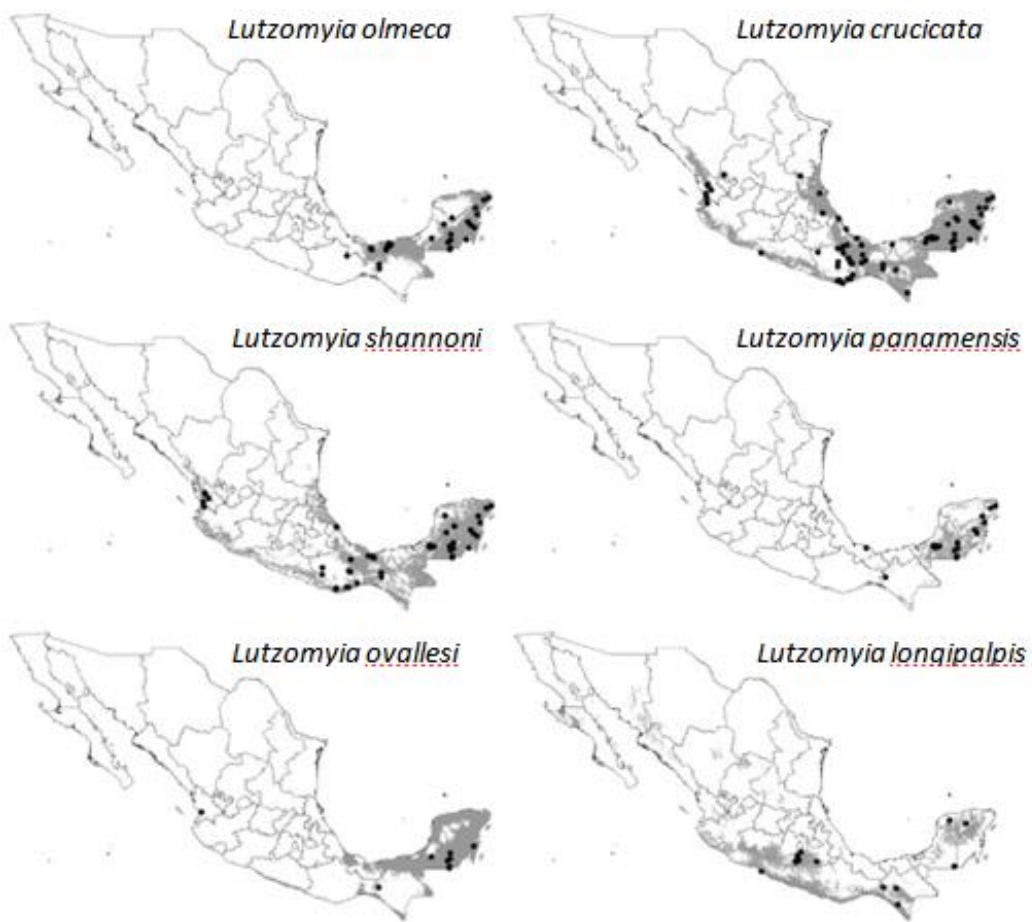 Lutzomyia olmeca
Lutzomyia crucicata
Lutzomyia shannoni
Lutzomyia panamensis
Lutzomyia ovallesi
Lutzomyia longipalpis